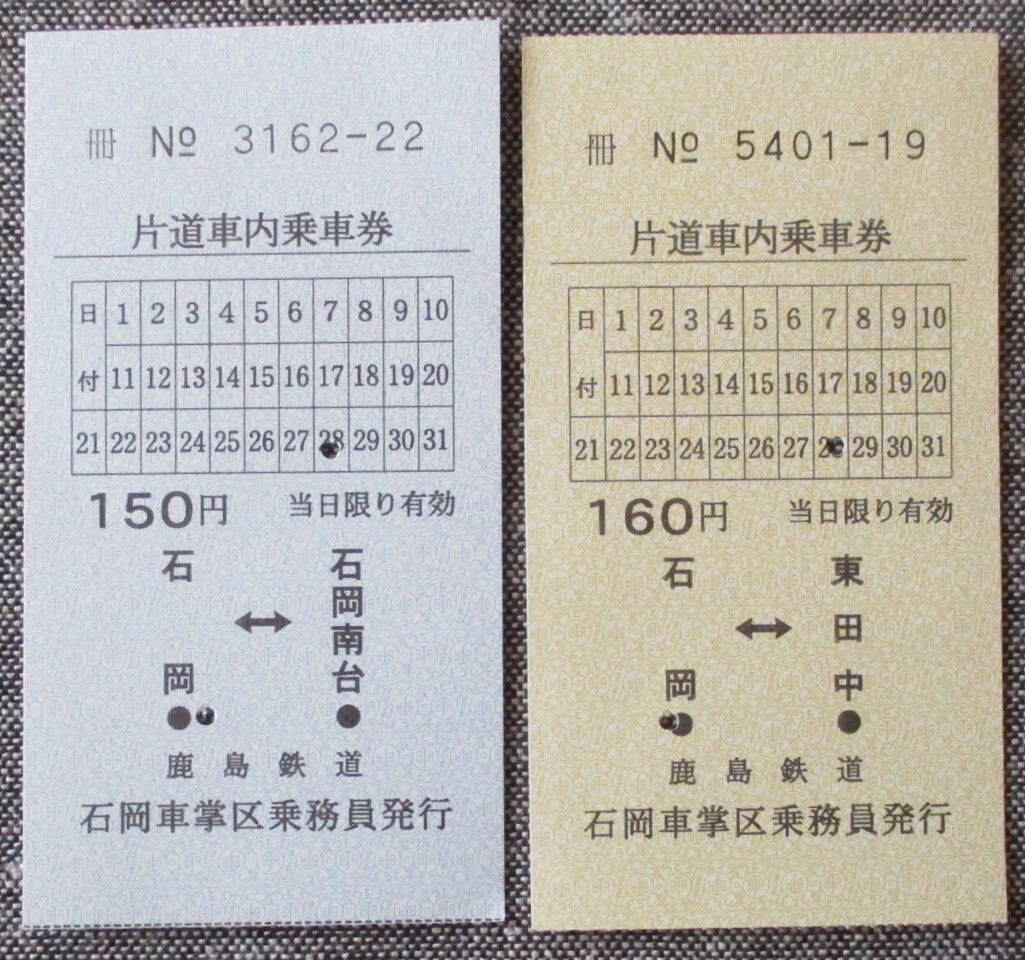 冊 № 3162-22
片道車内乗車券
日 1 2 3 4 5 6 7 8 9 10
付 11 12 13 14 15 16 17 18 19 20
21 22 23 24 25 26 27 28 29 30 31
150円 当日限り有効
石岡 ↔ 石岡南台
鹿島鉄道
石岡車掌区乗務員発行
冊 № 5401-19
片道車内乗車券
日 1 2 3 4 5 6 7 8 9 10
付 11 12 13 14 15 16 17 18 19 20
21 22 23 24 25 26 27 28 29 30 31
160円 当日限り有効
石岡 ↔ 東田中
鹿島鉄道
石岡車掌区乗務員発行